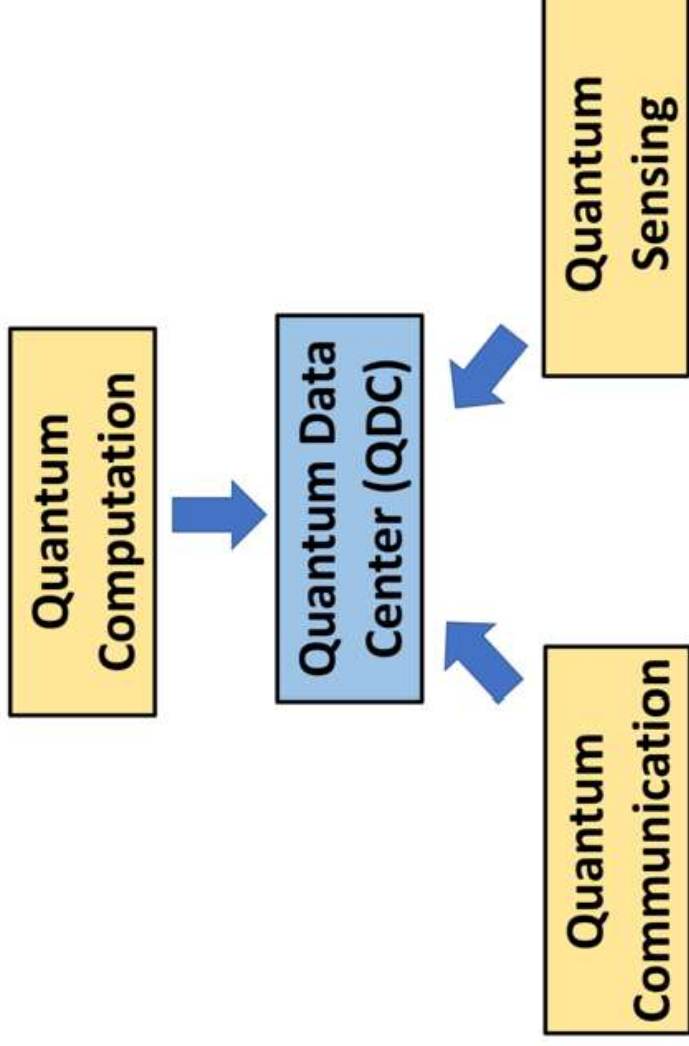 Quantum
Computation
Quantum Data
Center (QDC)
Quantum
Communication
Quantum
Sensing